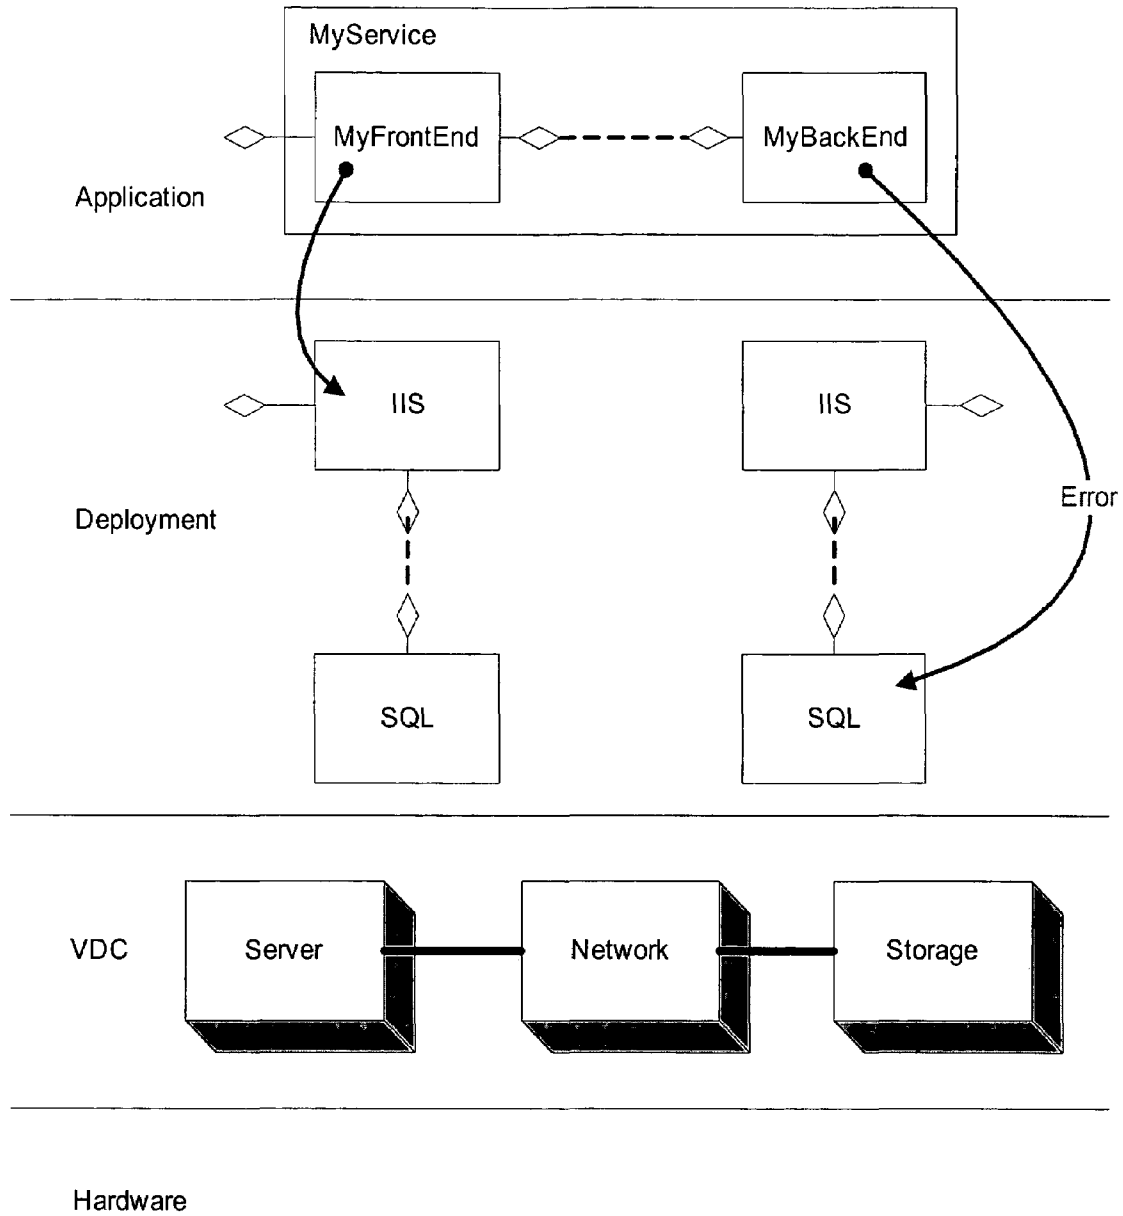 MyService
MyFrontEnd
MyBackEnd
Application
IIS
IIS
Error
Deployment
SQL
SQL
VDC
Server
Network
Storage
Hardware